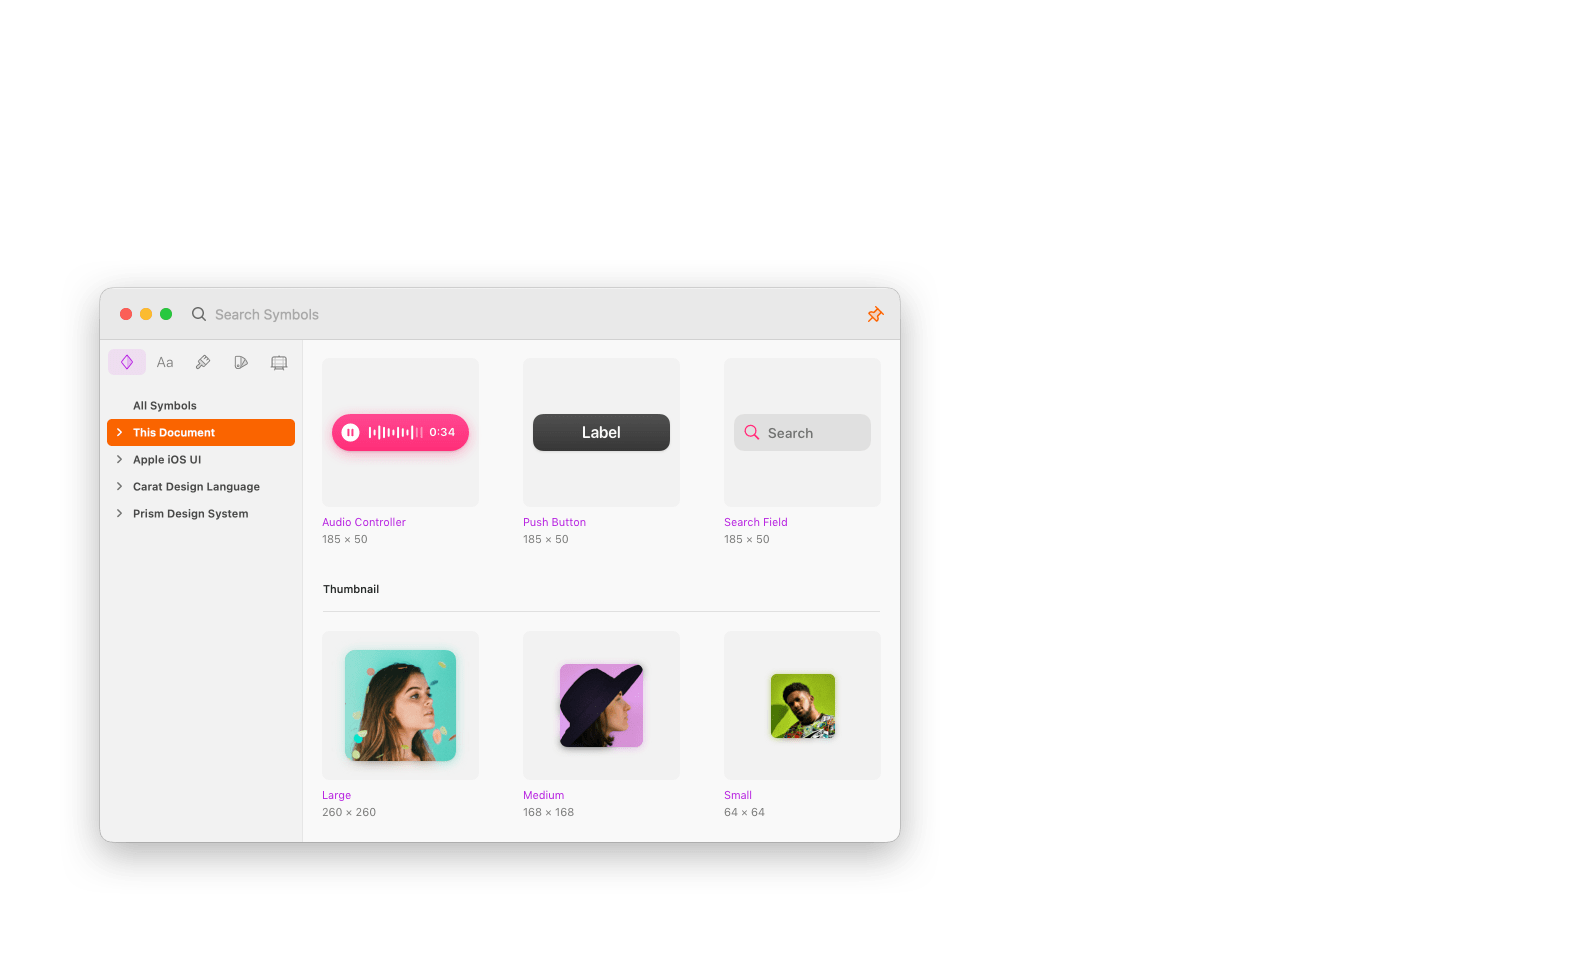 Search Symbols
Aa
All Symbols
This Document
Apple iOS UI
Carat Design Language
Prism Design System
0:34
Label
Search
Audio Controller
185 × 50
Push Button
185 × 50
Search Field
185 × 50
Thumbnail
Large
260 × 260
Medium
168 × 168
Small
64 × 64